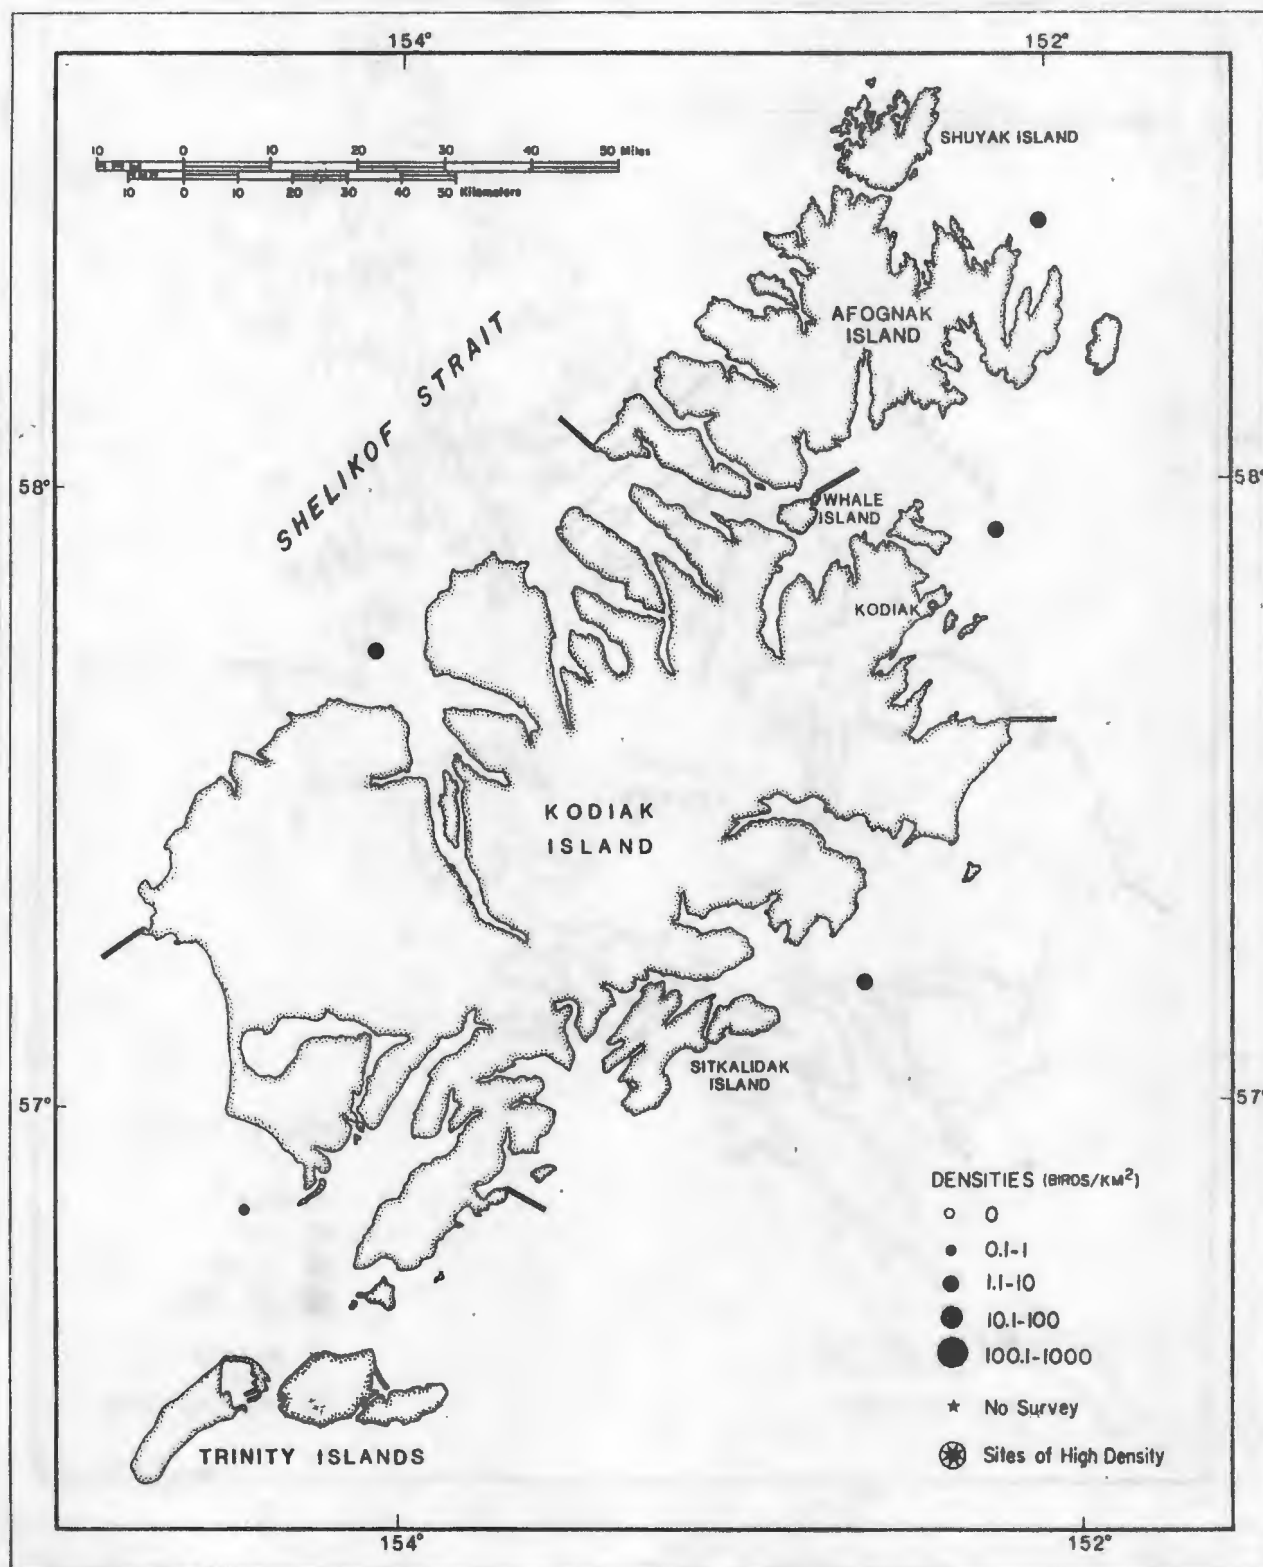 154°
152°
SHUYAK ISLAND
10 0 10 20 30 40 50 Miles
10 0 10 20 30 40 50 Kilometers
AFOGNAK
ISLAND
SHELIKOF STRAIT
58°
58°
WHALE
ISLAND
KODIAK
KODIAK
ISLAND
SITKALIDAK
ISLAND
57°
57°
DENSITIES (BIRDS/KM²)
0
0.1-1
1.1-10
10.1-100
100.1-1000
No Survey
Sites of High Density
TRINITY ISLANDS
154°
152°